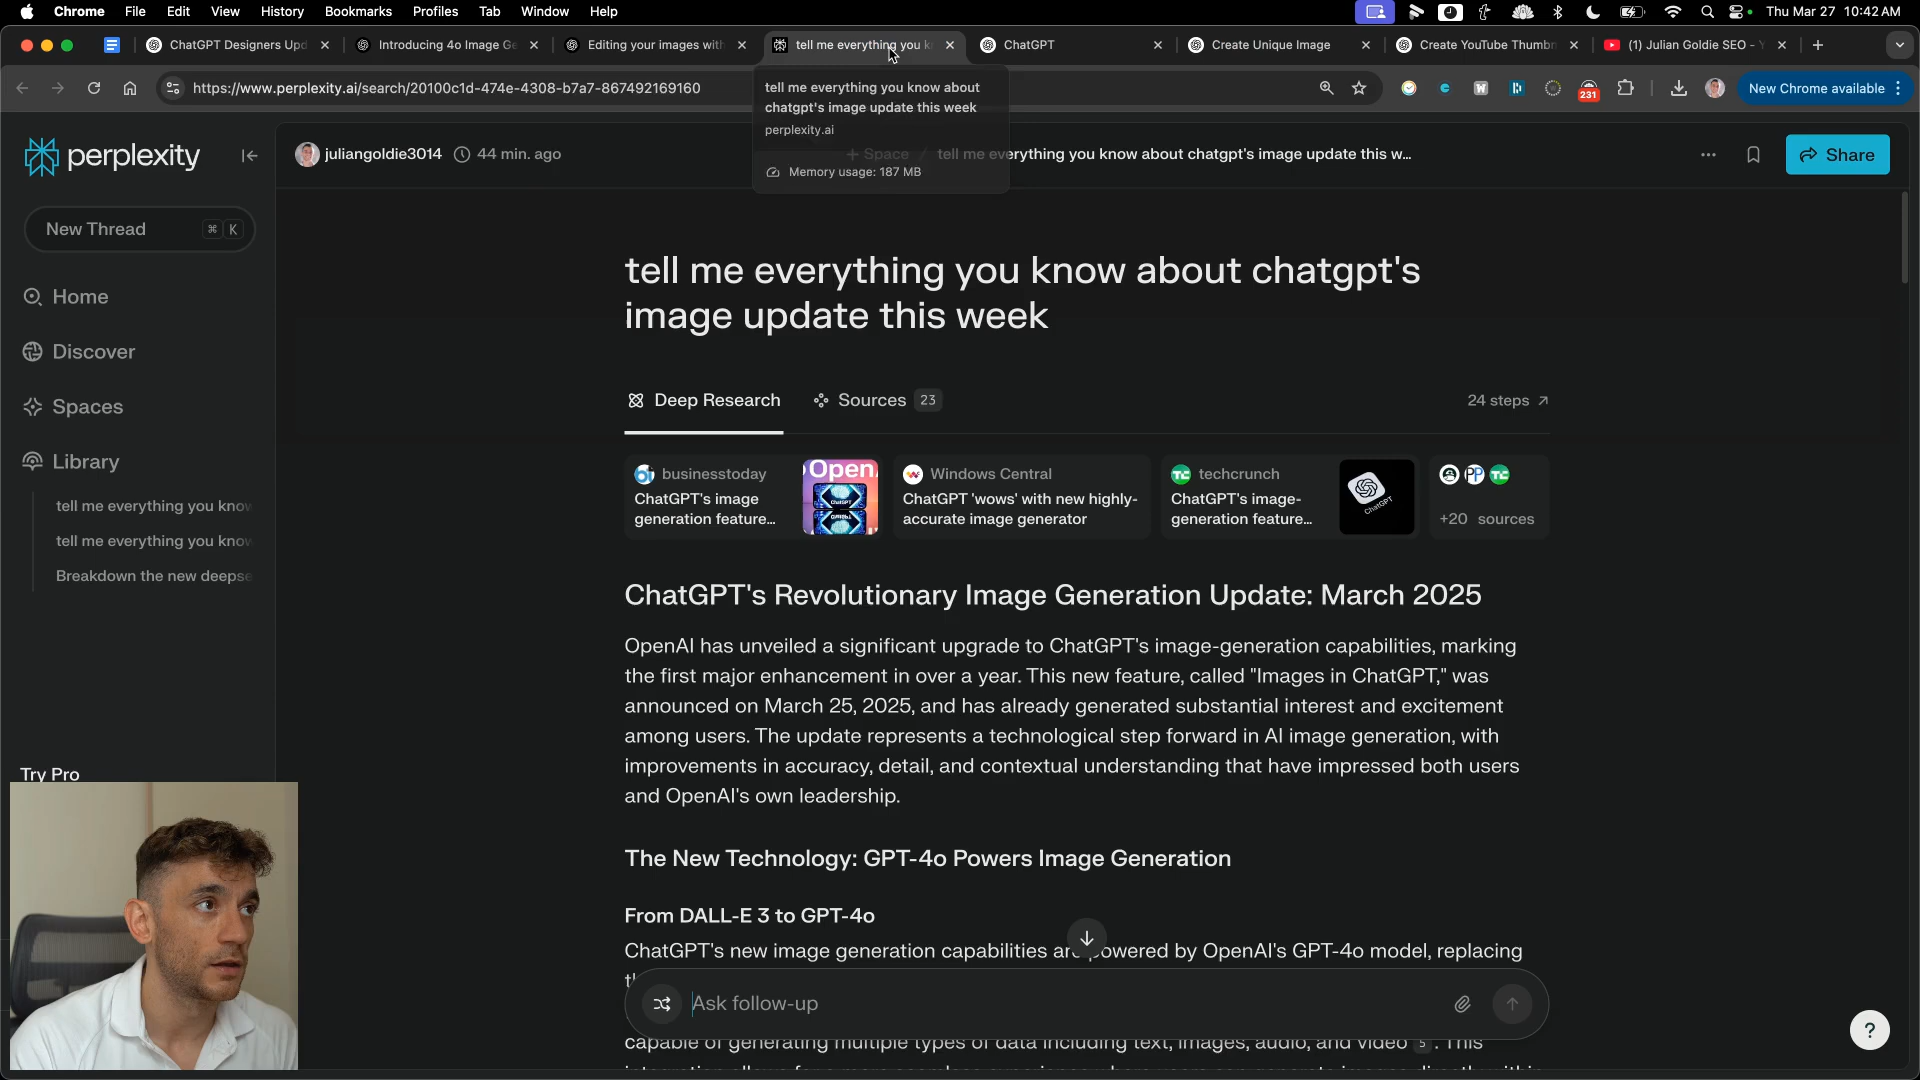 Chrome File Edit View History Bookmarks Profiles Tab Window Help
Thu Mar 27 10:42 AM
ChatGPT Designers Upd
Introducing 4o Image Ge
Editing your images with
tell me everything you k
ChatGPT
Create Unique Image
Create YouTube Thumbn
(1) Julian Goldie SEO - Y
https://www.perplexity.ai/search/20100c1d-474e-4308-b7a7-867492169160
231
New Chrome available
tell me everything you know about
chatgpt's image update this week
perplexity.ai
Memory usage: 187 MB
perplexity
juliangoldie3014
44 min. ago
+ Space / tell me everything you know about chatgpt's image update this w...
Share
New Thread ⌘ K
Home
Discover
Spaces
Library
tell me everything you know
tell me everything you know
Breakdown the new deepse
Try Pro
tell me everything you know about chatgpt's
image update this week
Deep Research
Sources 23
24 steps
businesstoday
ChatGPT's image
generation feature...
Open
ChatGPT
Windows Central
ChatGPT 'wows' with new highly-
accurate image generator
techcrunch
ChatGPT's image-
generation feature...
ChatGPT
+20 sources
ChatGPT's Revolutionary Image Generation Update: March 2025
OpenAI has unveiled a significant upgrade to ChatGPT's image-generation capabilities, marking
the first major enhancement in over a year. This new feature, called "Images in ChatGPT," was
announced on March 25, 2025, and has already generated substantial interest and excitement
among users. The update represents a technological step forward in AI image generation, with
improvements in accuracy, detail, and contextual understanding that have impressed both users
and OpenAI's own leadership.
The New Technology: GPT-4o Powers Image Generation
From DALL-E 3 to GPT-4o
ChatGPT's new image generation capabilities are powered by OpenAI's GPT-4o model, replacing
Ask follow-up
capable of generating multiple types of data including text, images, audio, and video 5 . This
?